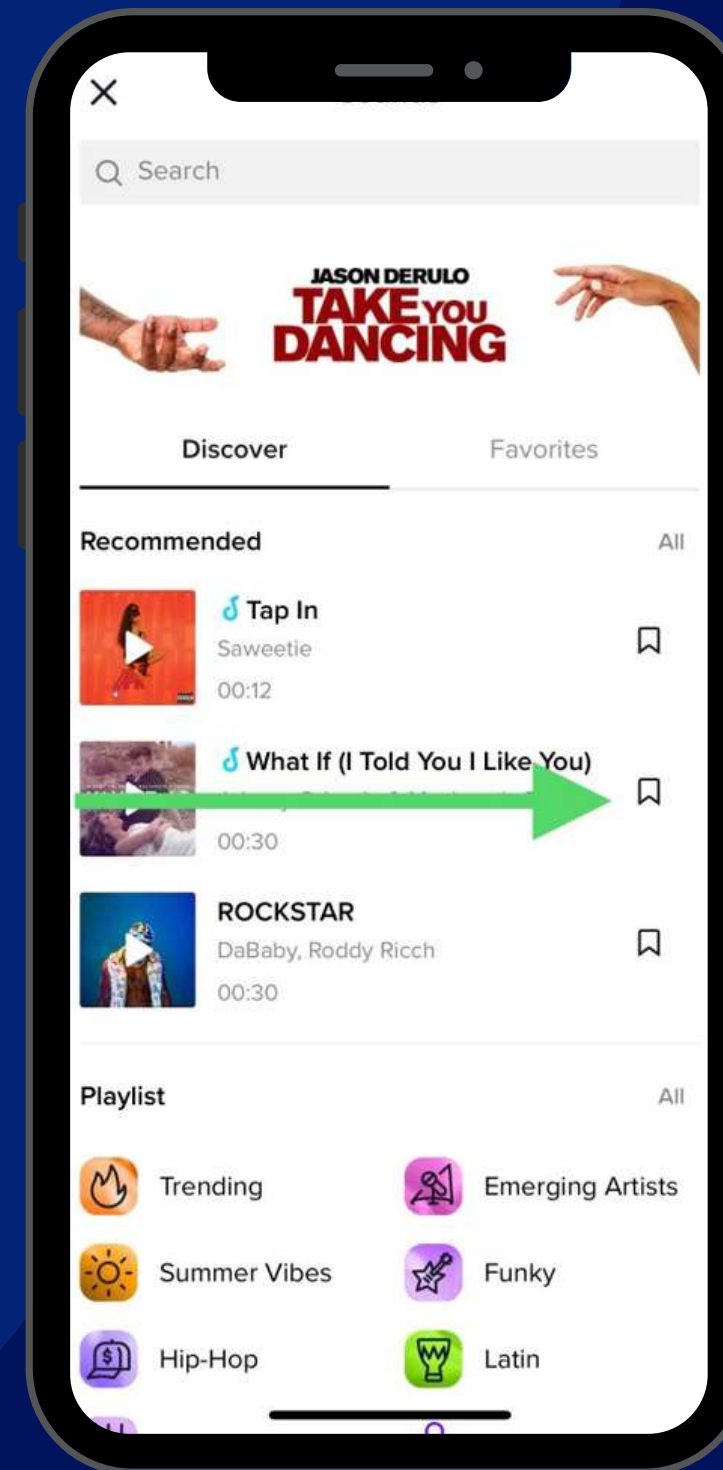 Search
JASON DERULO
TAKE YOU
DANCING
Discover
Favorites
Recommended
All
Tap In
Saweetie
00:12
What If (I Told You I Like You)
00:30
ROCKSTAR
DaBaby, Roddy Ricch
00:30
Playlist
All
Trending
Emerging Artists
Summer Vibes
Funky
Hip-Hop
Latin